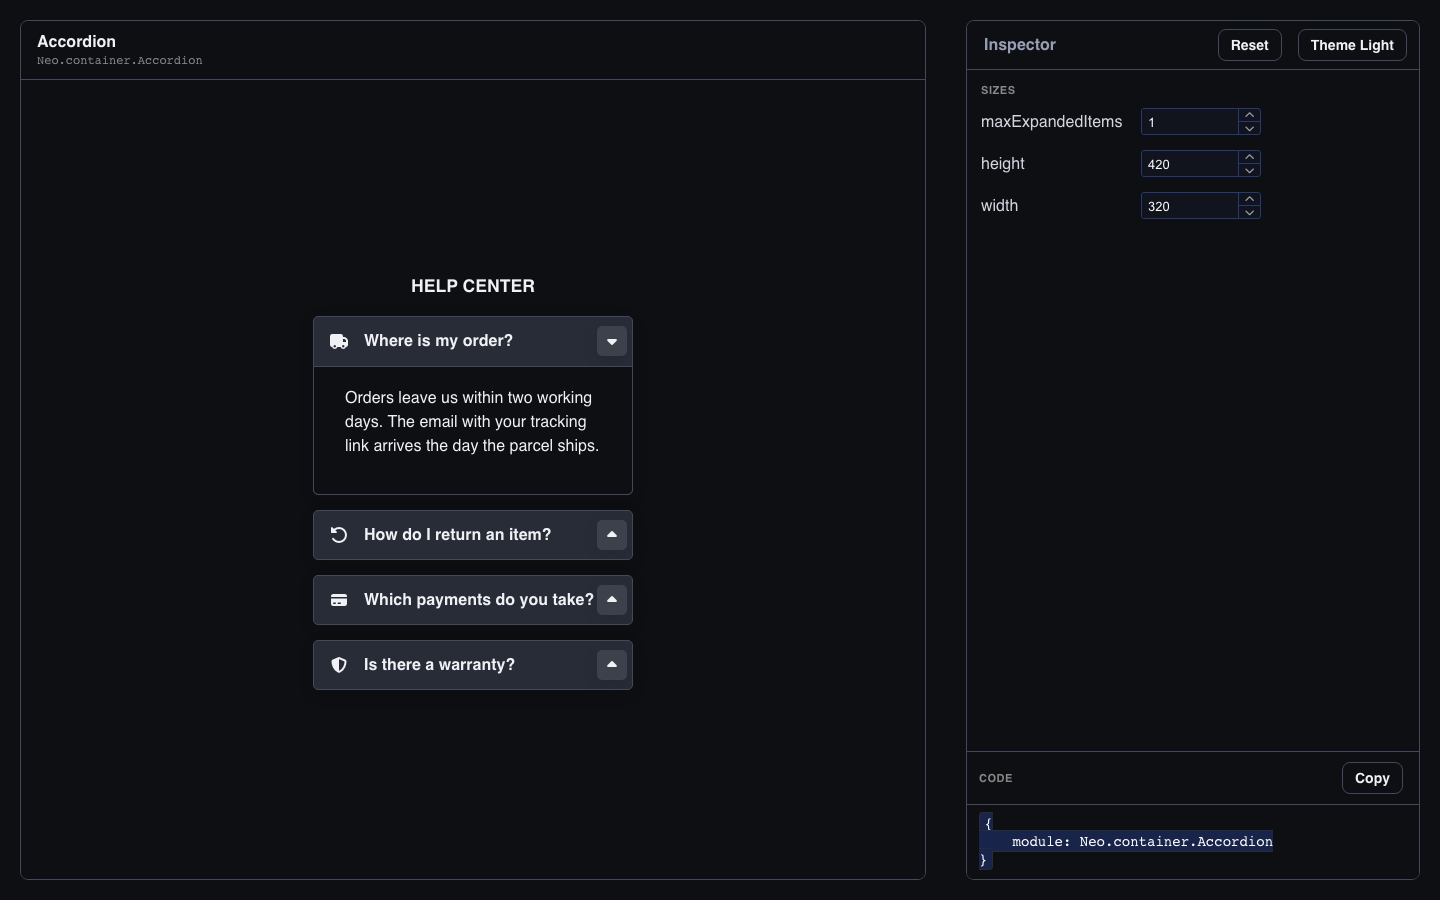 Accordion
Neo.container.Accordion
HELP CENTER
Where is my order?
Orders leave us within two working
days. The email with your tracking
link arrives the day the parcel ships.
How do I return an item?
Which payments do you take?
Is there a warranty?
Inspector
Reset
Theme Light
SIZES
maxExpandedItems 1
height 420
width 320
CODE
Copy
{
module: Neo.container.Accordion
}